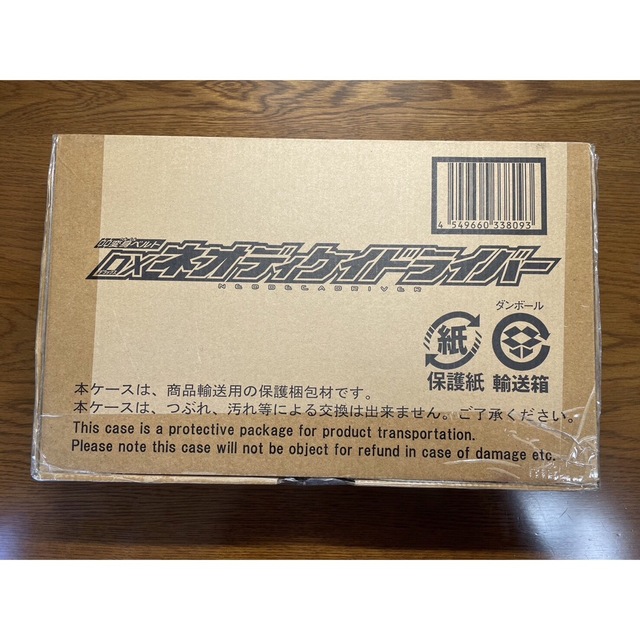 4 549660 338093
変身ベルト
DXネオディケイドライバー
NEODECADRIVER
ダンボール
紙
保護紙 輸送箱
本ケースは、商品輸送用の保護梱包材です。
本ケースは、つぶれ、汚れ等による交換は出来ません。ご了承ください。
This case is a protective package for product transportation.
Please note this case will not be object for refund in case of damage etc.